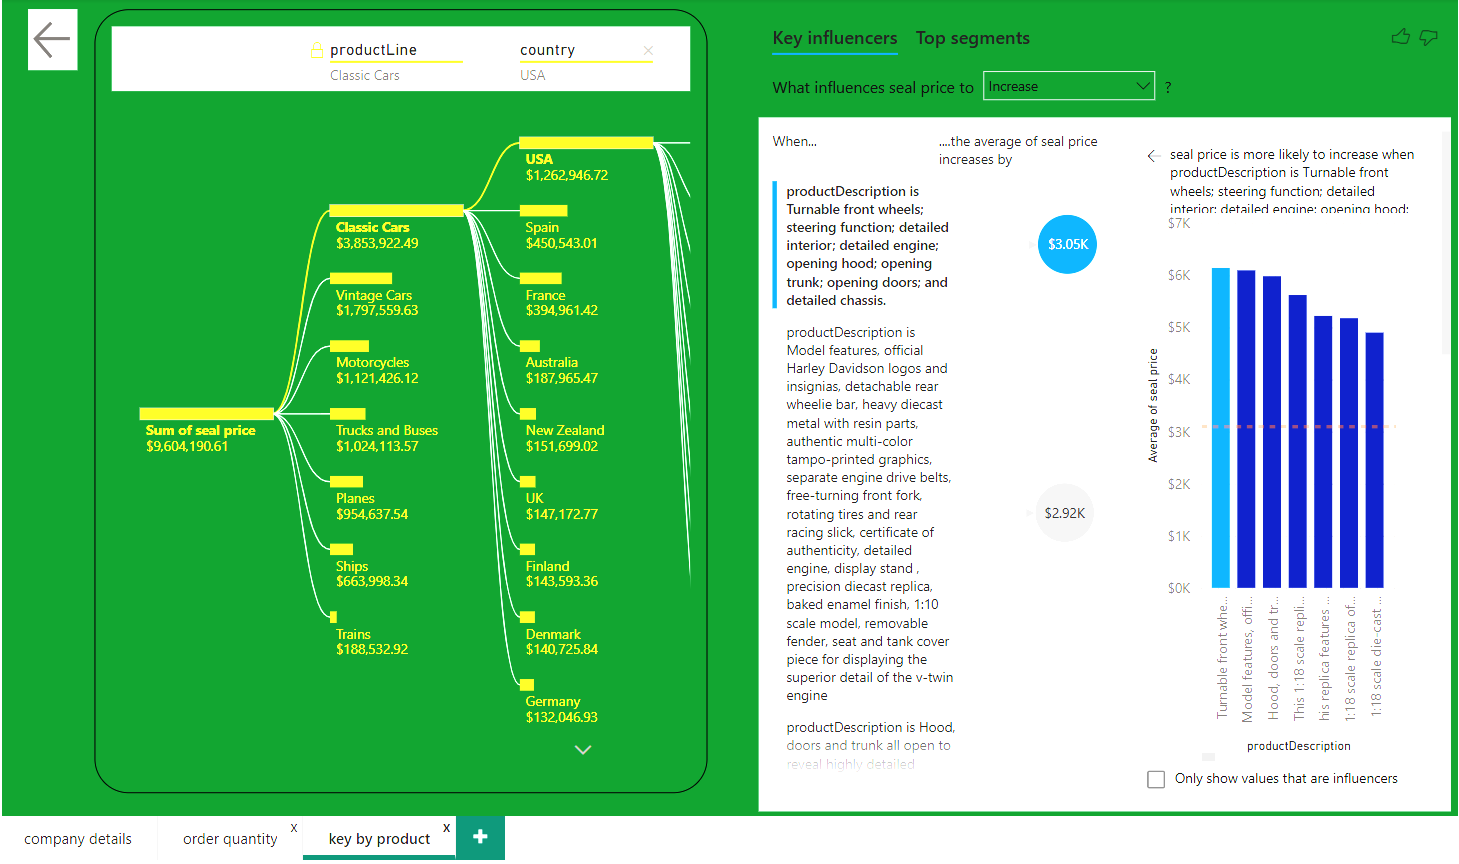 productLine
Classic Cars
country
USA
USA
$1,262,946.72
Classic Cars
$3,853,922.49
Spain
$450,543.01
Vintage Cars
$1,797,559.63
France
$394,961.42
Motorcycles
$1,121,426.12
Australia
$187,965.47
Sum of seal price
$9,604,190.61
Trucks and Buses
$1,024,113.57
New Zealand
$151,699.02
Planes
$954,637.54
UK
$147,172.77
Ships
$663,998.34
Finland
$143,593.36
Trains
$188,532.92
Denmark
$140,725.84
Germany
$132,046.93
Key influencers
Top segments
What influences seal price to
Increase
?
When...
....the average of seal price
increases by
productDescription is
Turnable front wheels;
steering function; detailed
interior; detailed engine;
opening hood; opening
trunk; opening doors; and
detailed chassis.
$3.05K
productDescription is
Model features, official
Harley Davidson logos and
insignias, detachable rear
wheelie bar, heavy diecast
metal with resin parts,
authentic multi-color
tampo-printed graphics,
separate engine drive belts,
free-turning front fork,
rotating tires and rear
racing slick, certificate of
authenticity, detailed
engine, display stand ,
precision diecast replica,
baked enamel finish, 1:10
scale model, removable
fender, seat and tank cover
piece for displaying the
superior detail of the v-twin
engine
$2.92K
productDescription is Hood,
doors and trunk all open to
reveal highly detailed
seal price is more likely to increase when
productDescription is Turnable front
wheels; steering function; detailed
interior; detailed engine; opening hood;
$7K
$6K
$5K
$4K
$3K
$2K
$1K
$0K
Average of seal price
Turnable front whe...
Model features, offi...
Hood, doors and tr...
This 1:18 scale repli...
his replica features ...
1:18 scale replica of...
1:18 scale die-cast ...
productDescription
Only show values that are influencers
company details
order quantity
x
key by product
x
+